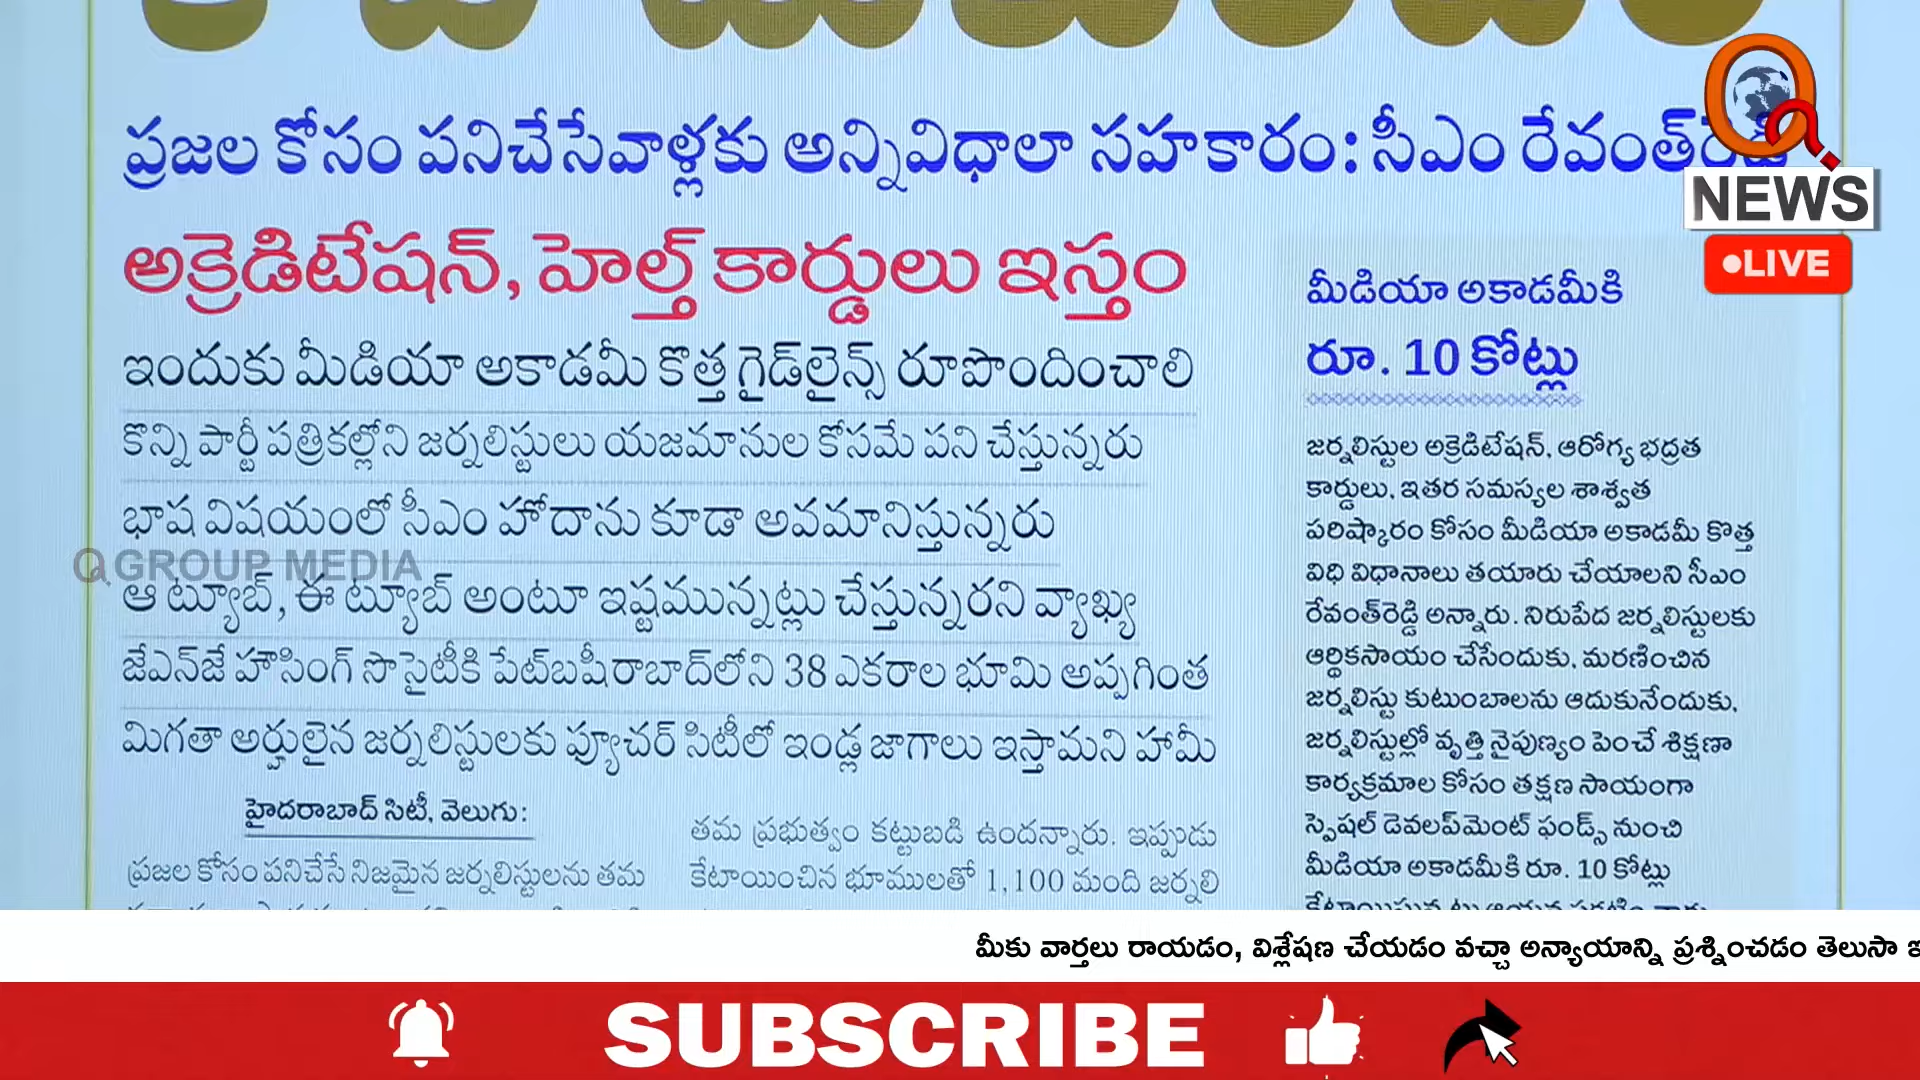 ప్రజల కోసం పనిచేసేవాళ్లకు అన్నివిధాలా సహకారం: సీఎం రేవంత్
అక్రెడిటేషన్, హెల్త్ కార్డులు ఇస్తం
ఇందుకు మీడియా అకాడమీ కొత్త గైడ్‌లైన్స్ రూపొందించాలి
కొన్ని పార్టీ పత్రికల్లోని జర్నలిస్టులు యజమానుల కోసమే పని చేస్తున్నరు
భాష విషయంలో సీఎం హోదాను కూడా అవమానిస్తున్నరు
ఆ ట్యూబ్, ఈ ట్యూబ్ అంటూ ఇష్టమున్నట్లు చేస్తున్నరని వ్యాఖ్య
జేఎన్‌జే హౌసింగ్ సొసైటీకి పేట్‌బషీరాబాద్‌లోని 38 ఎకరాల భూమి అప్పగింత
మిగతా అర్హులైన జర్నలిస్టులకు ఫ్యూచర్ సిటీలో ఇండ్ల జాగాలు ఇస్తామని హామీ
హైదరాబాద్ సిటీ, వెలుగు:
ప్రజల కోసం పనిచేసే నిజమైన జర్నలిస్టులను తమ
తమ ప్రభుత్వం కట్టుబడి ఉందన్నారు. ఇప్పుడు
కేటాయించిన భూములతో 1,100 మంది జర్నలి
మీడియా అకాడమీకి
రూ. 10 కోట్లు
జర్నలిస్టుల అక్రెడిటేషన్, ఆరోగ్య భద్రత
కార్డులు, ఇతర సమస్యల శాశ్వత
పరిష్కారం కోసం మీడియా అకాడమీ కొత్త
విధి విధానాలు తయారు చేయాలని సీఎం
రేవంత్‌రెడ్డి అన్నారు. నిరుపేద జర్నలిస్టులకు
ఆర్థికసాయం చేసేందుకు, మరణించిన
జర్నలిస్టు కుటుంబాలను ఆదుకునేందుకు,
జర్నలిస్టుల్లో వృత్తి నైపుణ్యం పెంచే శిక్షణా
కార్యక్రమాల కోసం తక్షణ సాయంగా
స్పెషల్ డెవలప్‌మెంట్ ఫండ్స్ నుంచి
మీడియా అకాడమీకి రూ. 10 కోట్లు
Q NEWS
LIVE
Q GROUP MEDIA
మీకు వార్తలు రాయడం, విశ్లేషణ చేయడం వచ్చా అన్యాయాన్ని ప్రశ్నించడం తెలుసా
SUBSCRIBE